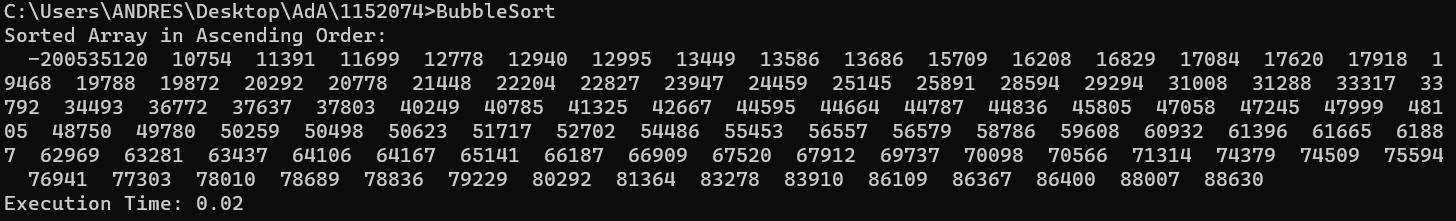 C:\Users\ANDRES\Desktop\AdA\1152074>BubbleSort
Sorted Array in Ascending Order:
  -200535120  10754  11391  11699  12778  12940  12995  13449  13586  13686  15709  16208  16829  17084  17620  17918  1
9468  19788  19872  20292  20778  21448  22204  22827  23947  24459  25145  25891  28594  29294  31008  31288  33317  33
792  34493  36772  37637  37803  40249  40785  41325  42667  44595  44664  44787  44836  45805  47058  47245  47999  481
05  48750  49780  50259  50498  50623  51717  52702  54486  55453  56557  56579  58786  59608  60932  61396  61665  6188
7  62969  63281  63437  64106  64167  65141  66187  66909  67520  67912  69737  70098  70566  71314  74379  74509  75594
  76941  77303  78010  78689  78836  79229  80292  81364  83278  83910  86109  86367  86400  88007  88630
Execution Time: 0.02